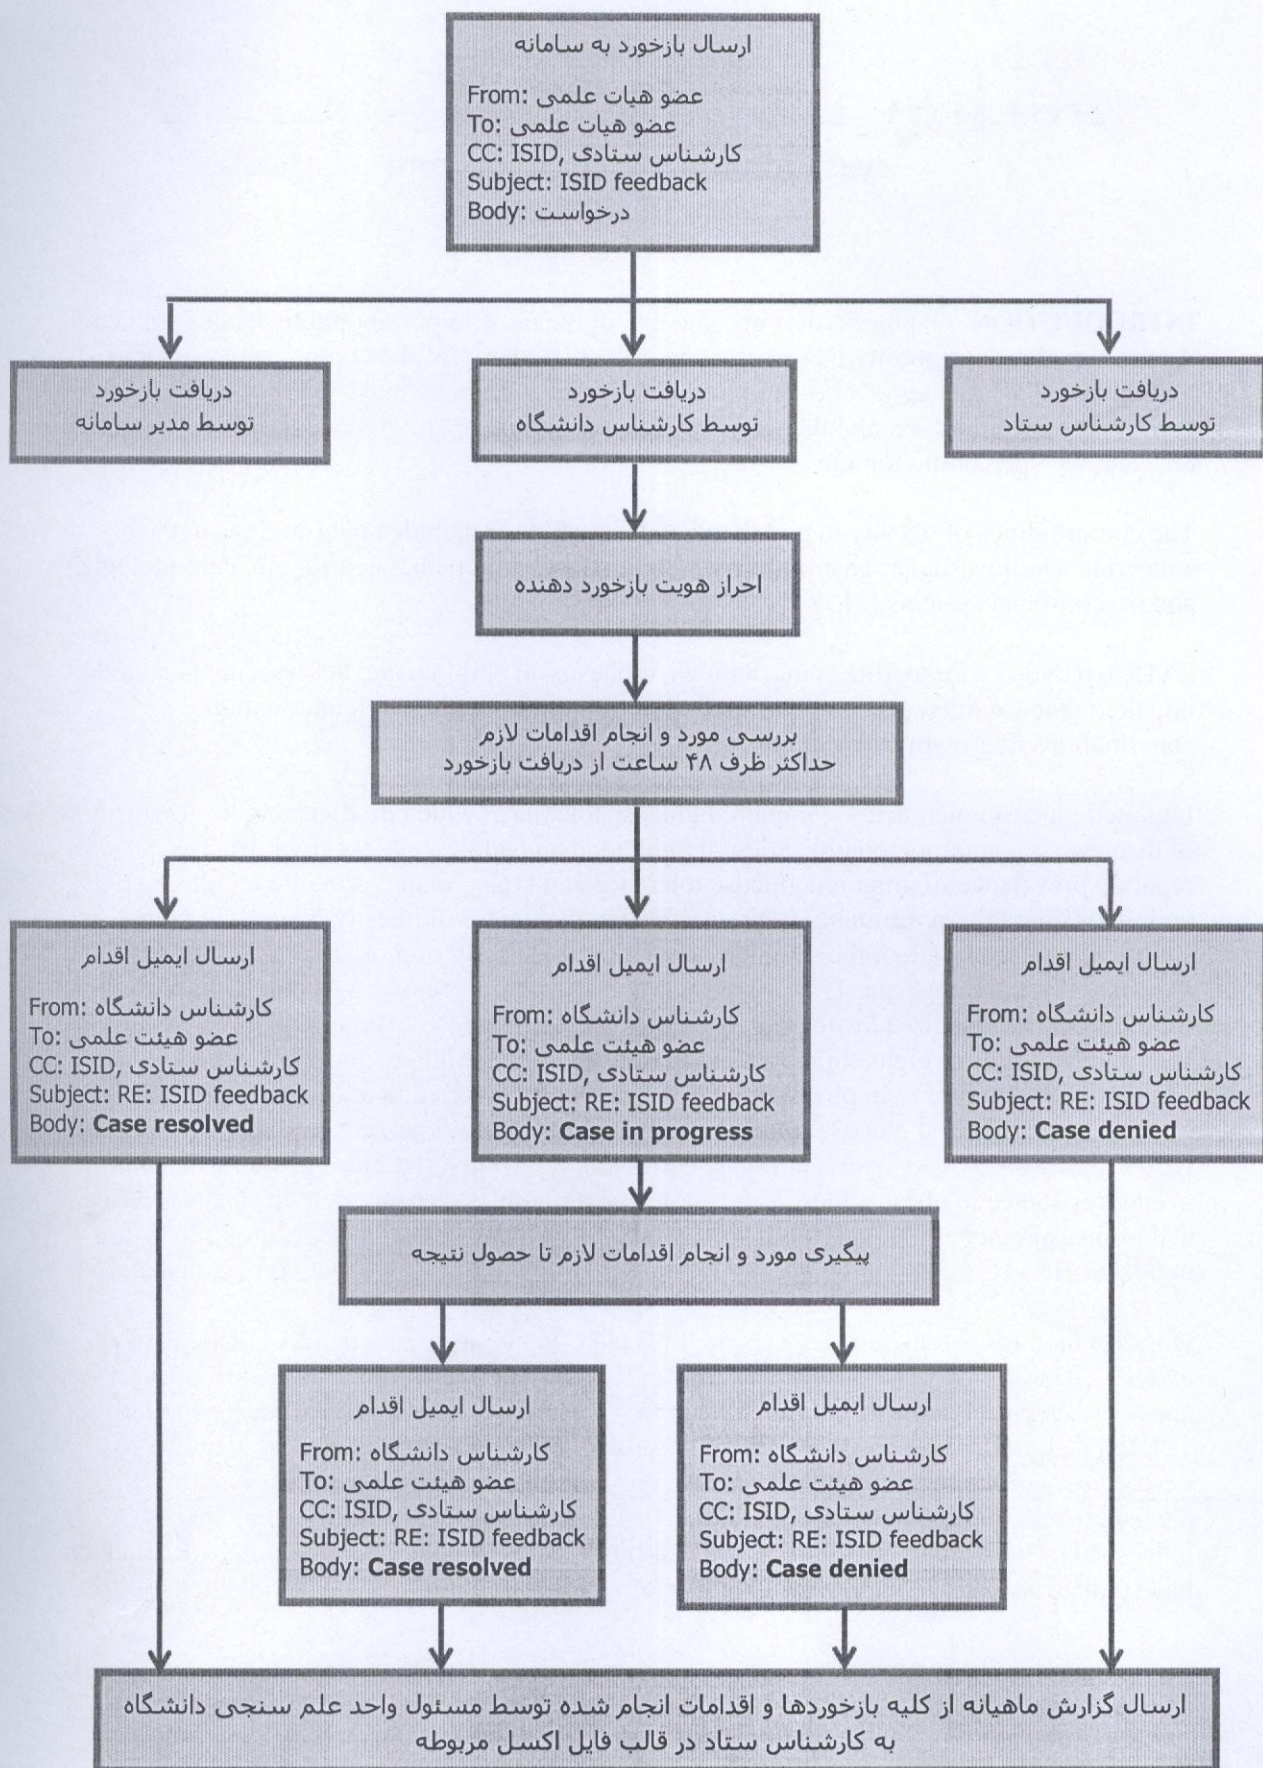 ارسال بازخورد به سامانه
From: عضو هیات علمی
To: عضو هیات علمی
CC: ISID, کارشناس ستادی
Subject: ISID feedback
Body: درخواست
دریافت بازخورد
توسط مدیر سامانه
دریافت بازخورد
توسط کارشناس دانشگاه
دریافت بازخورد
توسط کارشناس ستاد
احراز هویت بازخورد دهنده
بررسی مورد و انجام اقدامات لازم
حداکثر ظرف ۴۸ ساعت از دریافت بازخورد
ارسال ایمیل اقدام
From: کارشناس دانشگاه
To: عضو هیئت علمی
CC: ISID, کارشناس ستادی
Subject: RE: ISID feedback
Body: Case resolved
ارسال ایمیل اقدام
From: کارشناس دانشگاه
To: عضو هیئت علمی
CC: ISID, کارشناس ستادی
Subject: RE: ISID feedback
Body: Case in progress
ارسال ایمیل اقدام
From: کارشناس دانشگاه
To: عضو هیئت علمی
CC: ISID, کارشناس ستادی
Subject: RE: ISID feedback
Body: Case denied
پیگیری مورد و انجام اقدامات لازم تا حصول نتیجه
ارسال ایمیل اقدام
From: کارشناس دانشگاه
To: عضو هیئت علمی
CC: ISID, کارشناس ستادی
Subject: RE: ISID feedback
Body: Case resolved
ارسال ایمیل اقدام
From: کارشناس دانشگاه
To: عضو هیئت علمی
CC: ISID, کارشناس ستادی
Subject: RE: ISID feedback
Body: Case denied
ارسال گزارش ماهیانه از کلیه بازخوردها و اقدامات انجام شده توسط مسئول واحد علم سنجی دانشگاه
به کارشناس ستاد در قالب فایل اکسل مربوطه